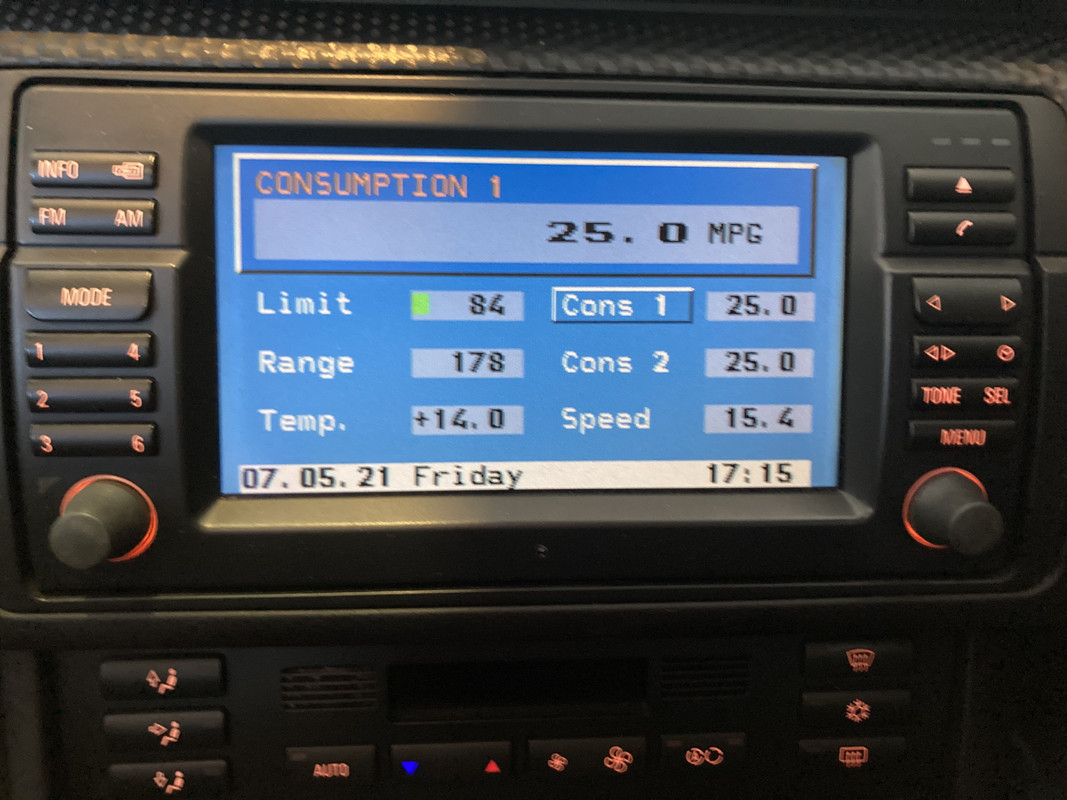 INFO
FM AM
MODE
1 4
2 5
3 6
CONSUMPTION 1
25.0 MPG
Limit 84 Cons 1 25.0
Range 178 Cons 2 25.0
Temp. +14.0 Speed 15.4
07.05.21 Friday 17:15
TONE SEL
MENU
AUTO